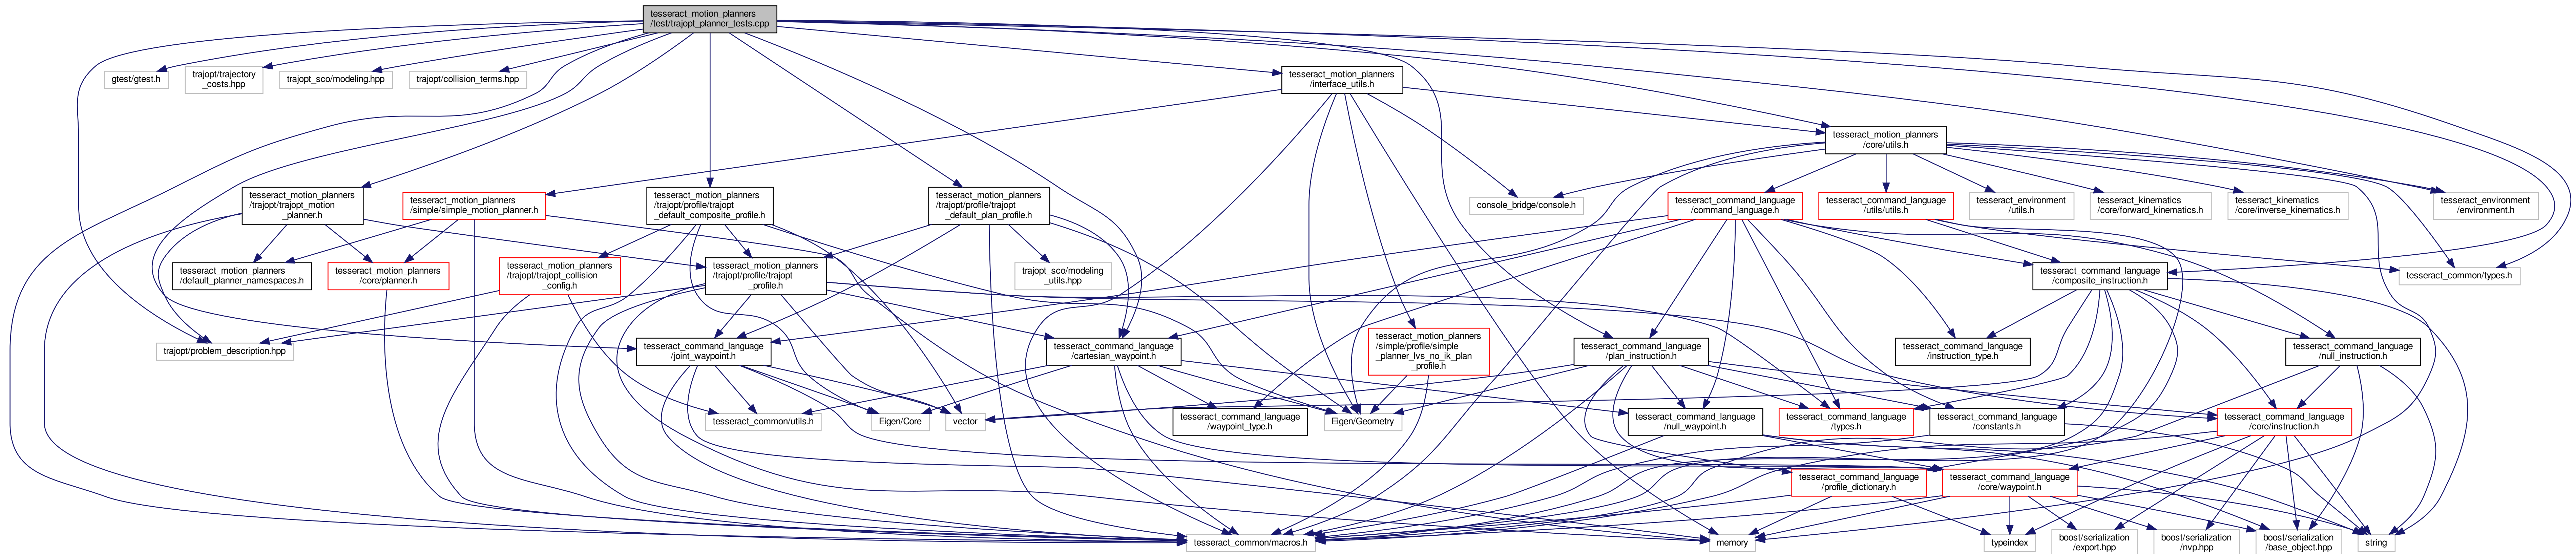 tesseract_motion_planners
/test/trajopt_planner_tests.cpp
gtest/gtest.h
trajopt/trajectory
_costs.hpp
trajopt_sco/modeling.hpp
trajopt/collision_terms.hpp
tesseract_motion_planners
/interface_utils.h
tesseract_motion_planners
/core/utils.h
tesseract_motion_planners
/trajopt/trajopt_motion
_planner.h
tesseract_motion_planners
/simple/simple_motion_planner.h
tesseract_motion_planners
/trajopt/profile/trajopt
_default_composite_profile.h
tesseract_motion_planners
/trajopt/profile/trajopt
_default_plan_profile.h
console_bridge/console.h
tesseract_command_language
/command_language.h
tesseract_command_language
/utils/utils.h
tesseract_environment
/utils.h
tesseract_kinematics
/core/forward_kinematics.h
tesseract_kinematics
/core/inverse_kinematics.h
tesseract_environment
/environment.h
tesseract_motion_planners
/default_planner_namespaces.h
tesseract_motion_planners
/core/planner.h
tesseract_motion_planners
/trajopt/trajopt_collision
_config.h
tesseract_motion_planners
/trajopt/profile/trajopt
_profile.h
trajopt_sco/modeling
_utils.hpp
tesseract_command_language
/composite_instruction.h
tesseract_common/types.h
trajopt/problem_description.hpp
tesseract_command_language
/joint_waypoint.h
tesseract_command_language
/cartesian_waypoint.h
tesseract_motion_planners
/simple/profile/simple
_planner_lvs_no_ik_plan
_profile.h
tesseract_command_language
/plan_instruction.h
tesseract_command_language
/instruction_type.h
tesseract_command_language
/null_instruction.h
tesseract_common/utils.h
Eigen/Core
vector
tesseract_command_language
/waypoint_type.h
Eigen/Geometry
tesseract_command_language
/null_waypoint.h
tesseract_command_language
/types.h
tesseract_command_language
/constants.h
tesseract_command_language
/core/instruction.h
tesseract_command_language
/profile_dictionary.h
tesseract_command_language
/core/waypoint.h
tesseract_common/macros.h
memory
typeindex
boost/serialization
/export.hpp
boost/serialization
/nvp.hpp
boost/serialization
/base_object.hpp
string